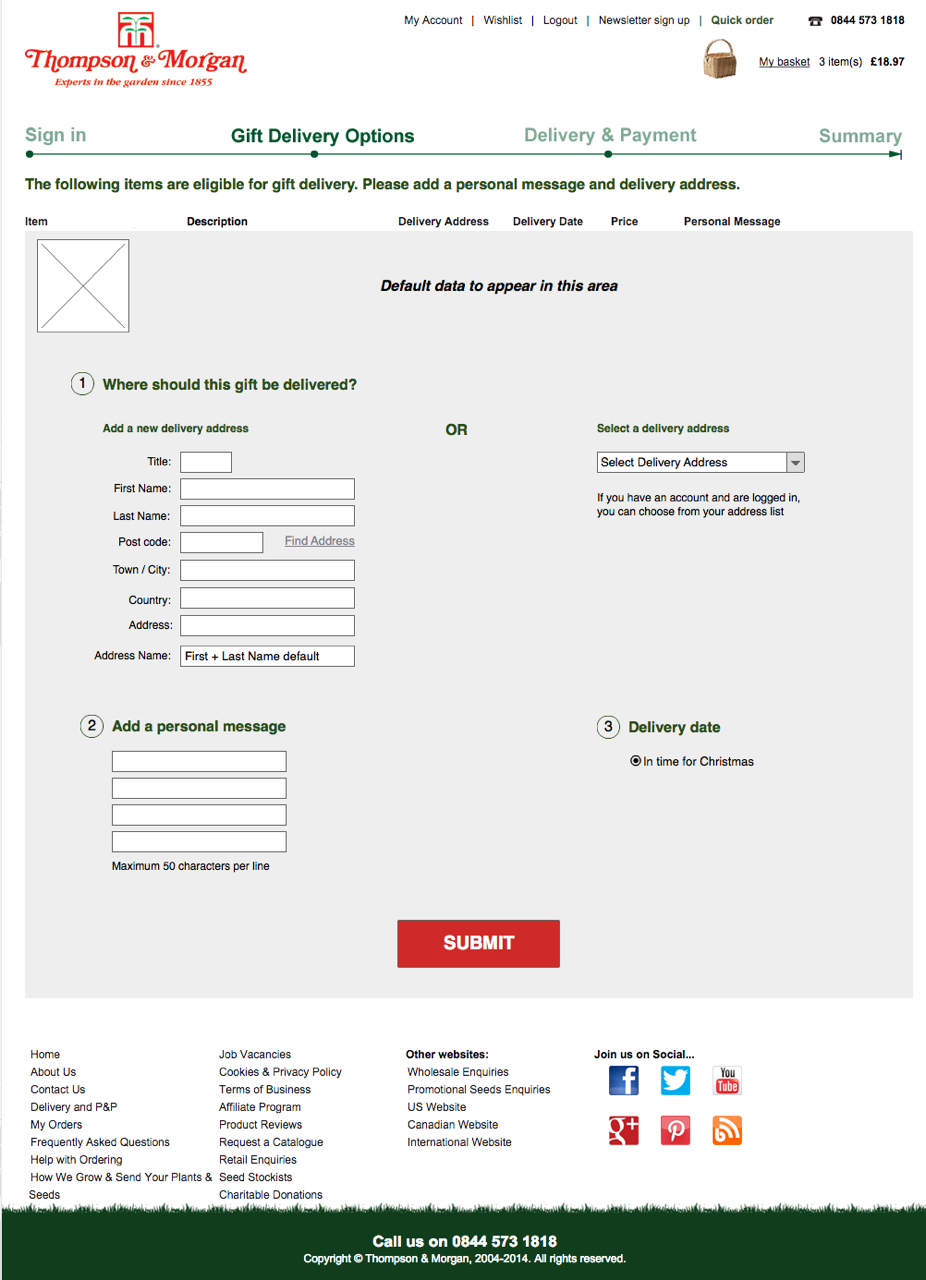 My Account | Wishlist | Logout | Newsletter sign up | Quick order 0844 573 1818
Thompson & Morgan
Experts in the garden since 1855
My basket 3 item(s) £18.97
Sign in Gift Delivery Options Delivery & Payment Summary
The following items are eligible for gift delivery. Please add a personal message and delivery address.
Item Description Delivery Address Delivery Date Price Personal Message
Default data to appear in this area
1 Where should this gift be delivered?
Add a new delivery address OR Select a delivery address
Title:
Select Delivery Address
First Name:
If you have an account and are logged in,
you can choose from your address list
Last Name:
Post code: Find Address
Town / City:
Country:
Address:
Address Name: First + Last Name default
2 Add a personal message
3 Delivery date
In time for Christmas
Maximum 50 characters per line
SUBMIT
Home
About Us
Contact Us
Delivery and P&P
My Orders
Frequently Asked Questions
Help with Ordering
How We Grow & Send Your Plants &
Seeds
Job Vacancies
Cookies & Privacy Policy
Terms of Business
Affiliate Program
Product Reviews
Request a Catalogue
Retail Enquiries
Seed Stockists
Charitable Donations
Other websites:
Wholesale Enquiries
Promotional Seeds Enquiries
US Website
Canadian Website
International Website
Join us on Social...
You
Tube
Call us on 0844 573 1818
Copyright © Thompson & Morgan, 2004-2014. All rights reserved.